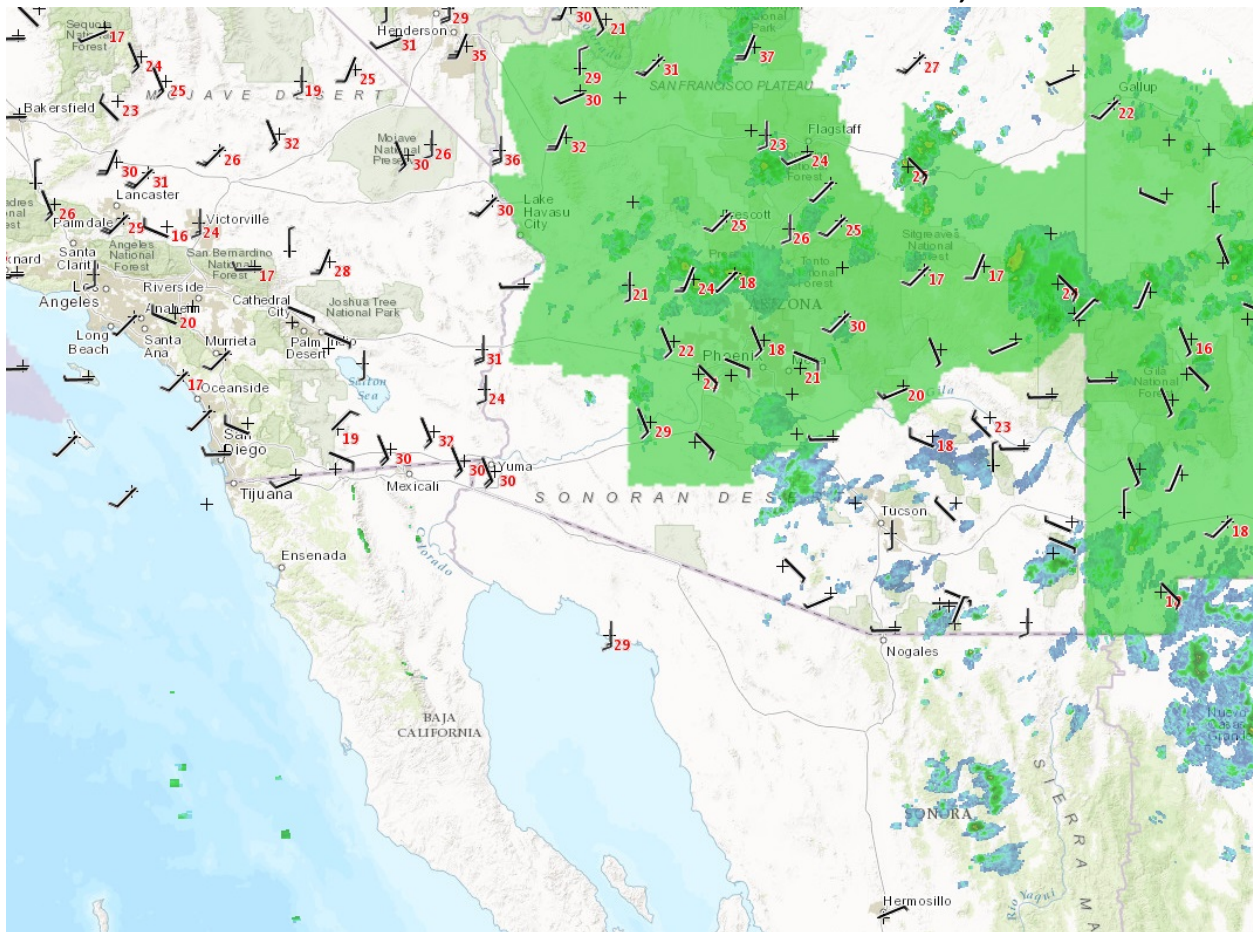 29
30
21
Henderson
Sequoia
National
Forest
17
31
35
24
25
25
19
29
31
37
27
30
SAN FRANCISCO PLATEAU
MOJAVE DESERT
Bakersfield
23
32
Mojave
National
26
30
36
32
23
Flagstaff
24
Forest
Gallup
22
26
30
31
Lancaster
Palmdale
29
26
16
24
Victorville
30
Lake
Havasu
City
25
26
25
Sitgreaves
National
Forest
Santa
Clarita
Angeles
National
Forest
San Bernardino
National
Forest
17
28
Los
Angeles
Riverside
Cathedral
City
Joshua Tree
National Park
21
24
18
Tonto
National
Forest
17
17
ARIZONA
Anaheim
20
Long
Beach
Santa
Ana
Murrieta
Palm
Desert
30
31
22
Phoenix
18
21
16
Gila
National
Forest
17
Oceanside
Salton
Sea
24
20
Gila
San
Diego
19
32
30
30
30
Yuma
29
18
23
Tijuana
Mexicali
SONORAN DESERT
Tucson
18
Colorado
Ensenada
29
Nogales
BAJA
CALIFORNIA
SONORA
SIERRA MA
Hermosillo